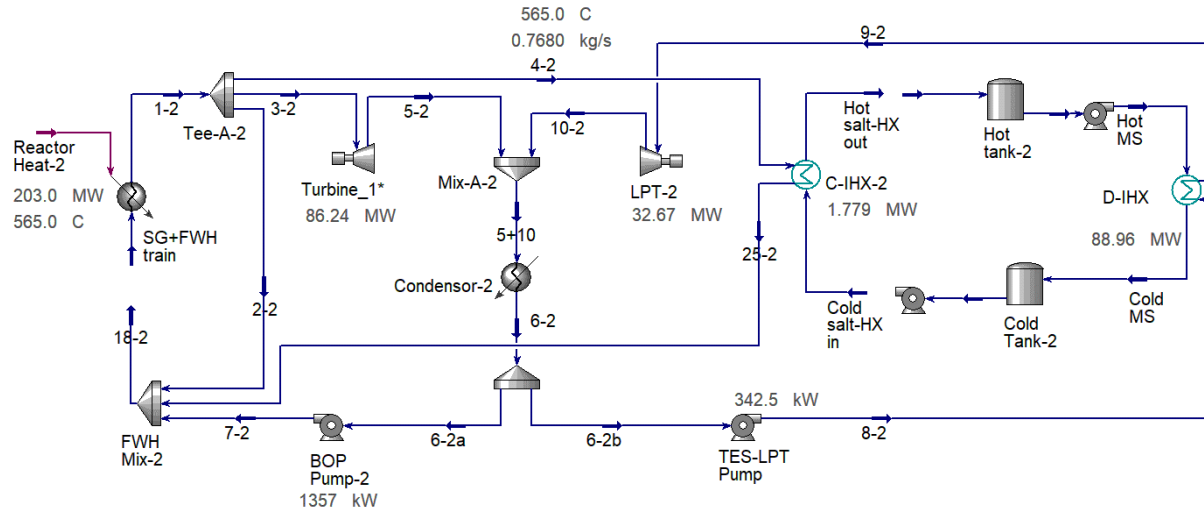 565.0 C
0.7680 kg/s
9-2
4-2
1-2
3-2
5-2
10-2
Tee-A-2
Reactor
Heat-2
203.0 MW
565.0 C
SG+FWH
train
Turbine_1*
86.24 MW
Mix-A-2
LPT-2
32.67 MW
C-IHX-2
1.779 MW
Hot
salt-HX
out
Hot
tank-2
Hot
MS
D-IHX
88.96 MW
5+10
25-2
Condensor-2
2-2
6-2
18-2
Cold
salt-HX
in
Cold
Tank-2
Cold
MS
342.5 kW
7-2
6-2a
6-2b
8-2
FWH
Mix-2
BOP
Pump-2
1357 kW
TES-LPT
Pump